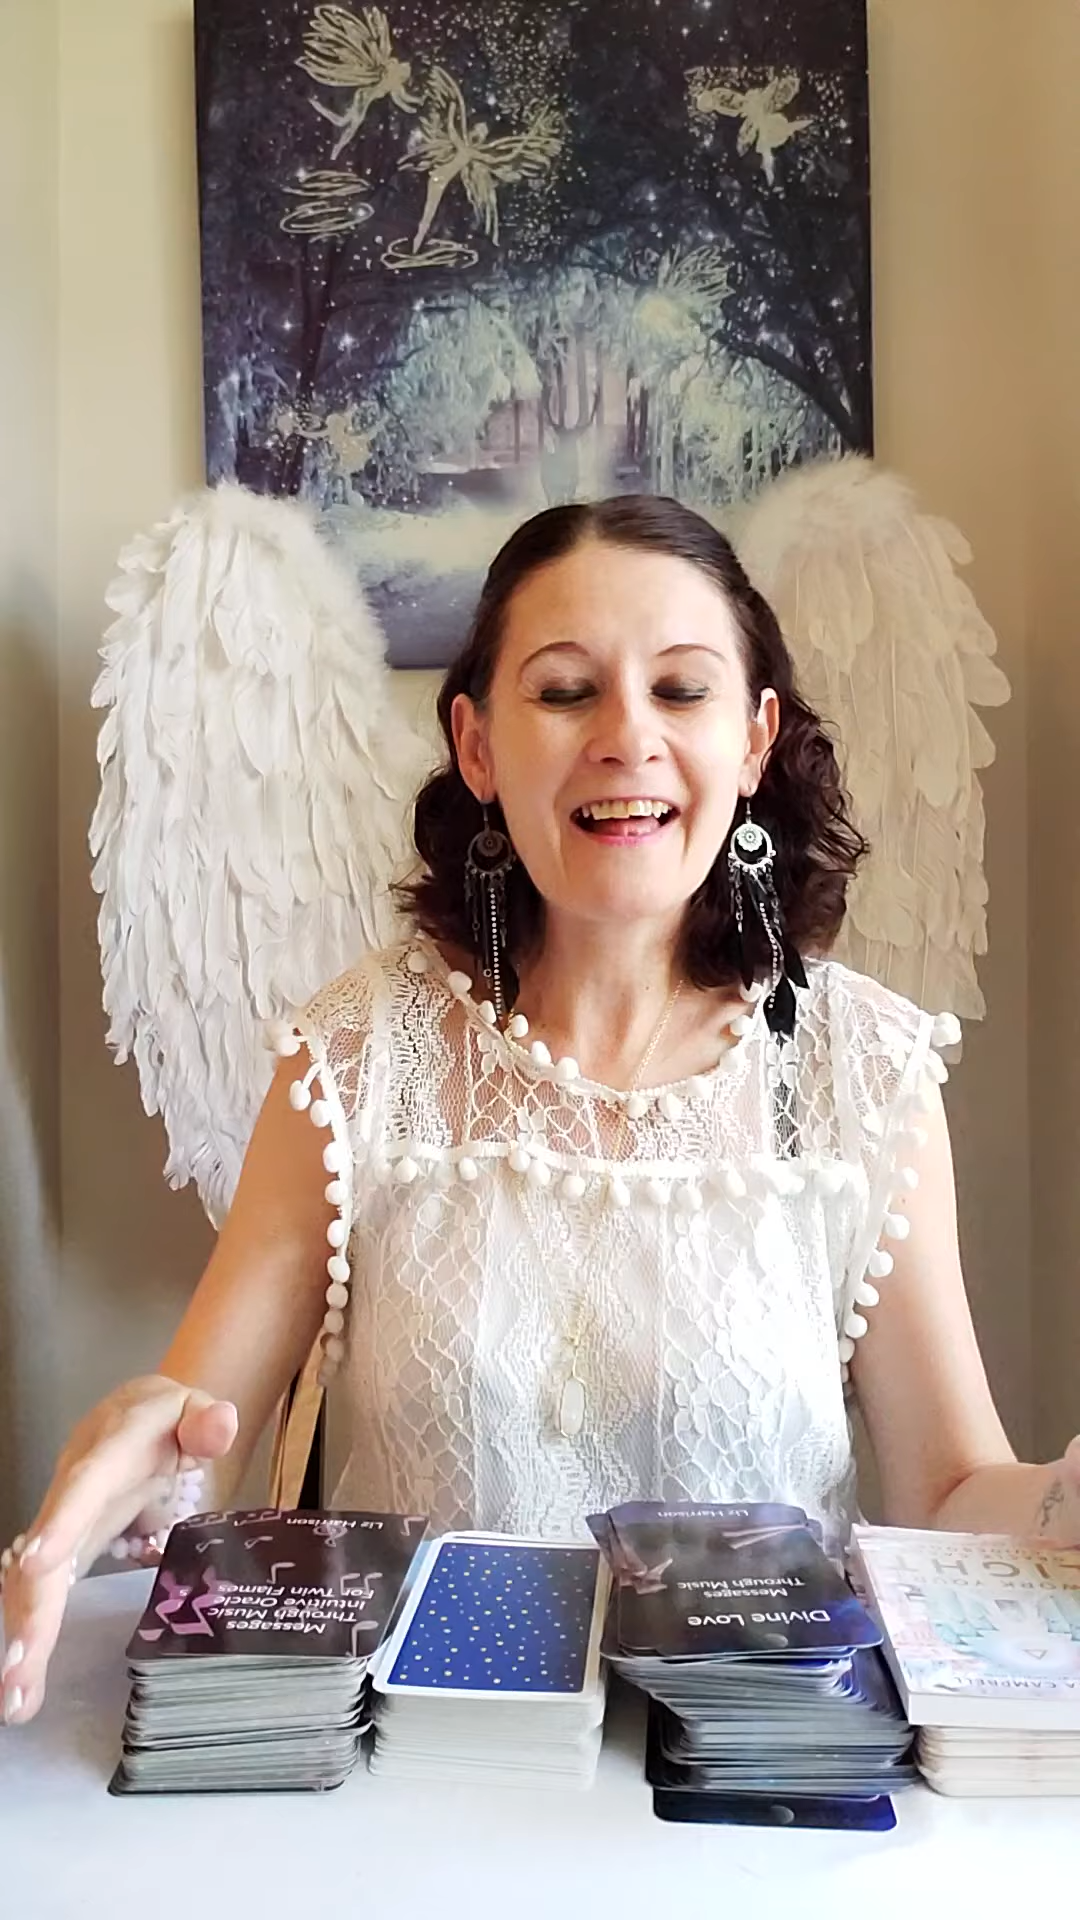 Messages
Through Music
Intuitive Oracle
For Twin Flames
Liz Harrison
Divine Love
Messages
Through Music
Liz Harrison
WORK YOUR
LIGHT
A CAMPBELL